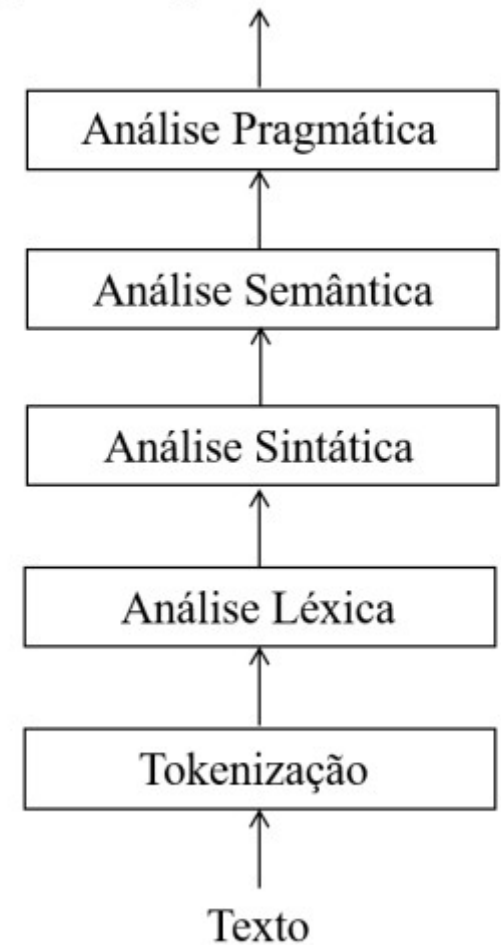 Análise Pragmática
Análise Semântica
Análise Sintática
Análise Léxica
Tokenização
Texto